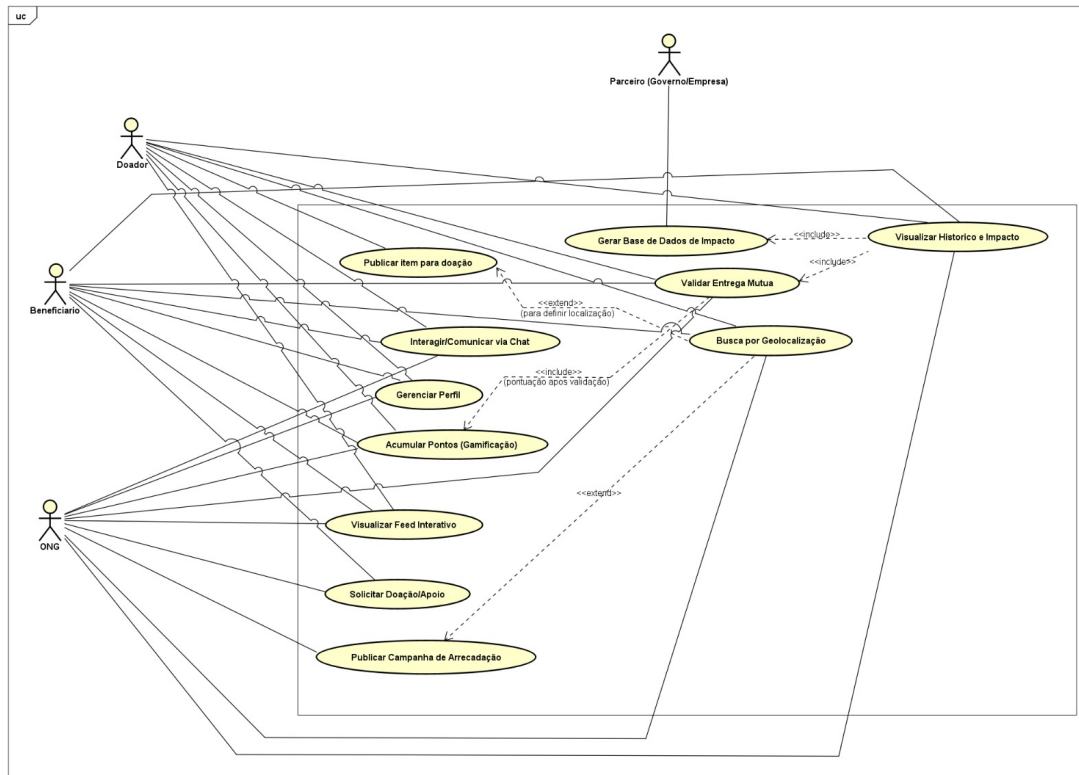 uc
Parceiro (Governo/Empresa)
Doador
Gerar Base de Dados de Impacto
<<include>>
Visualizar Historico e Impacto
Publicar item para doação
<<include>>
Validar Entrega Mutua
Beneficiario
<<extend>>
(para definir localização)
Interagir/Comunicar via Chat
Busca por Geolocalização
<<include>>
(pontuação apos validação)
Gerenciar Perfil
Acumular Pontos (Gamificação)
<<extend>>
Visualizar Feed Interativo
ONG
Solicitar Doação/Apoio
Publicar Campanha de Arrecadação